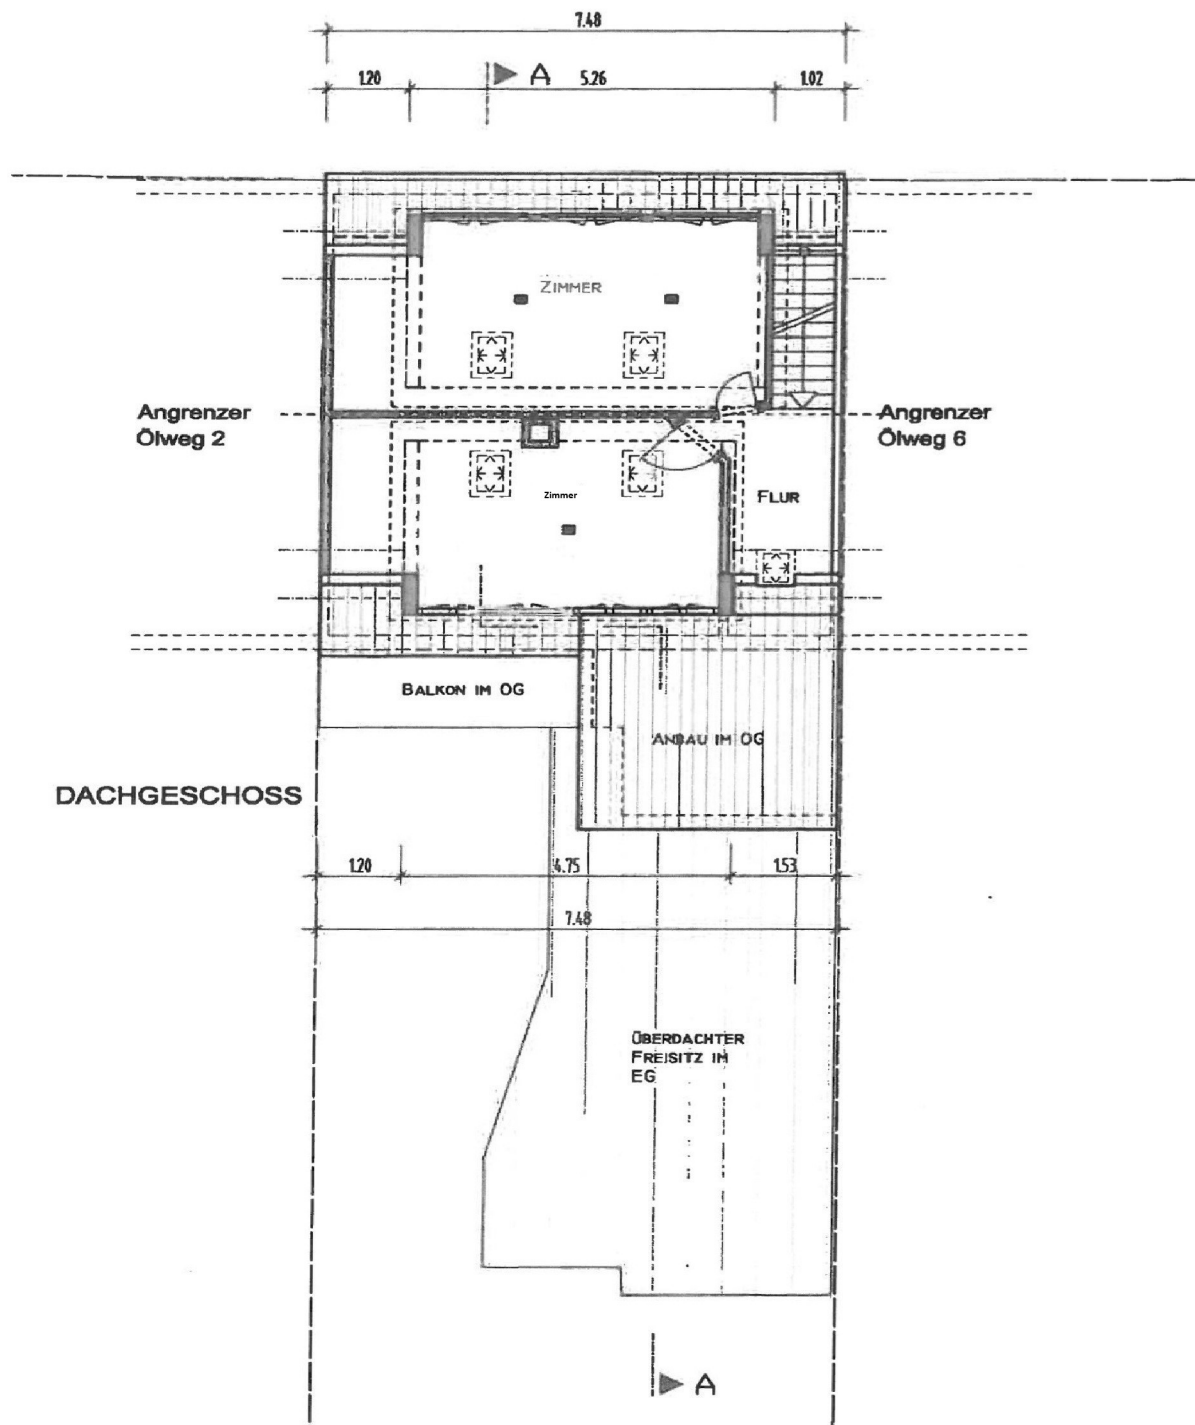 7.48
1.20
A
5.26
1.02
ZIMMER
Angrenzer
Ölweg 2
Angrenzer
Ölweg 6
Zimmer
FLUR
BALKON IM OG
ANBAU IM OG
DACHGESCHOSS
1.20
4.75
1.53
7.48
ÜBERDACHTER
FREISITZ IM
EG
A